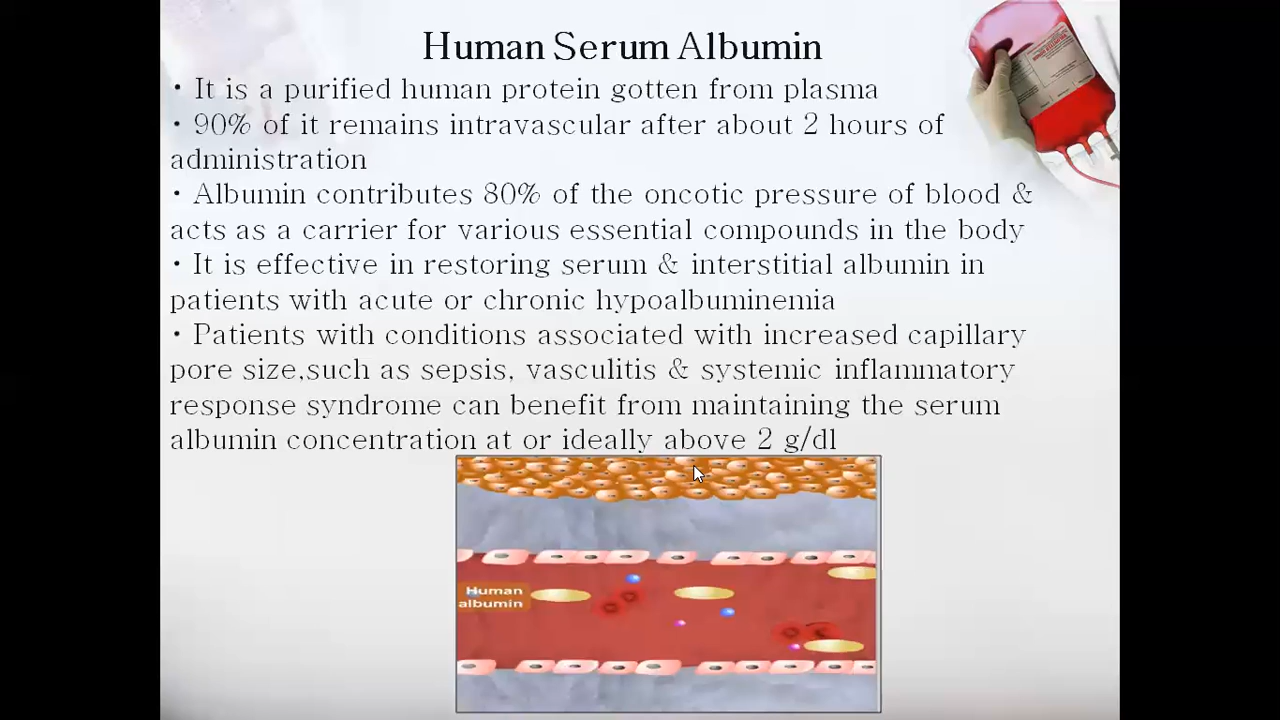 Human Serum Albumin
• It is a purified human protein gotten from plasma
• 90% of it remains intravascular after about 2 hours of
administration
• Albumin contributes 80% of the oncotic pressure of blood &
acts as a carrier for various essential compounds in the body
• It is effective in restoring serum & interstitial albumin in
patients with acute or chronic hypoalbuminemia
• Patients with conditions associated with increased capillary
pore size,such as sepsis, vasculitis & systemic inflammatory
response syndrome can benefit from maintaining the serum
albumin concentration at or ideally above 2 g/dl
Human
albumin